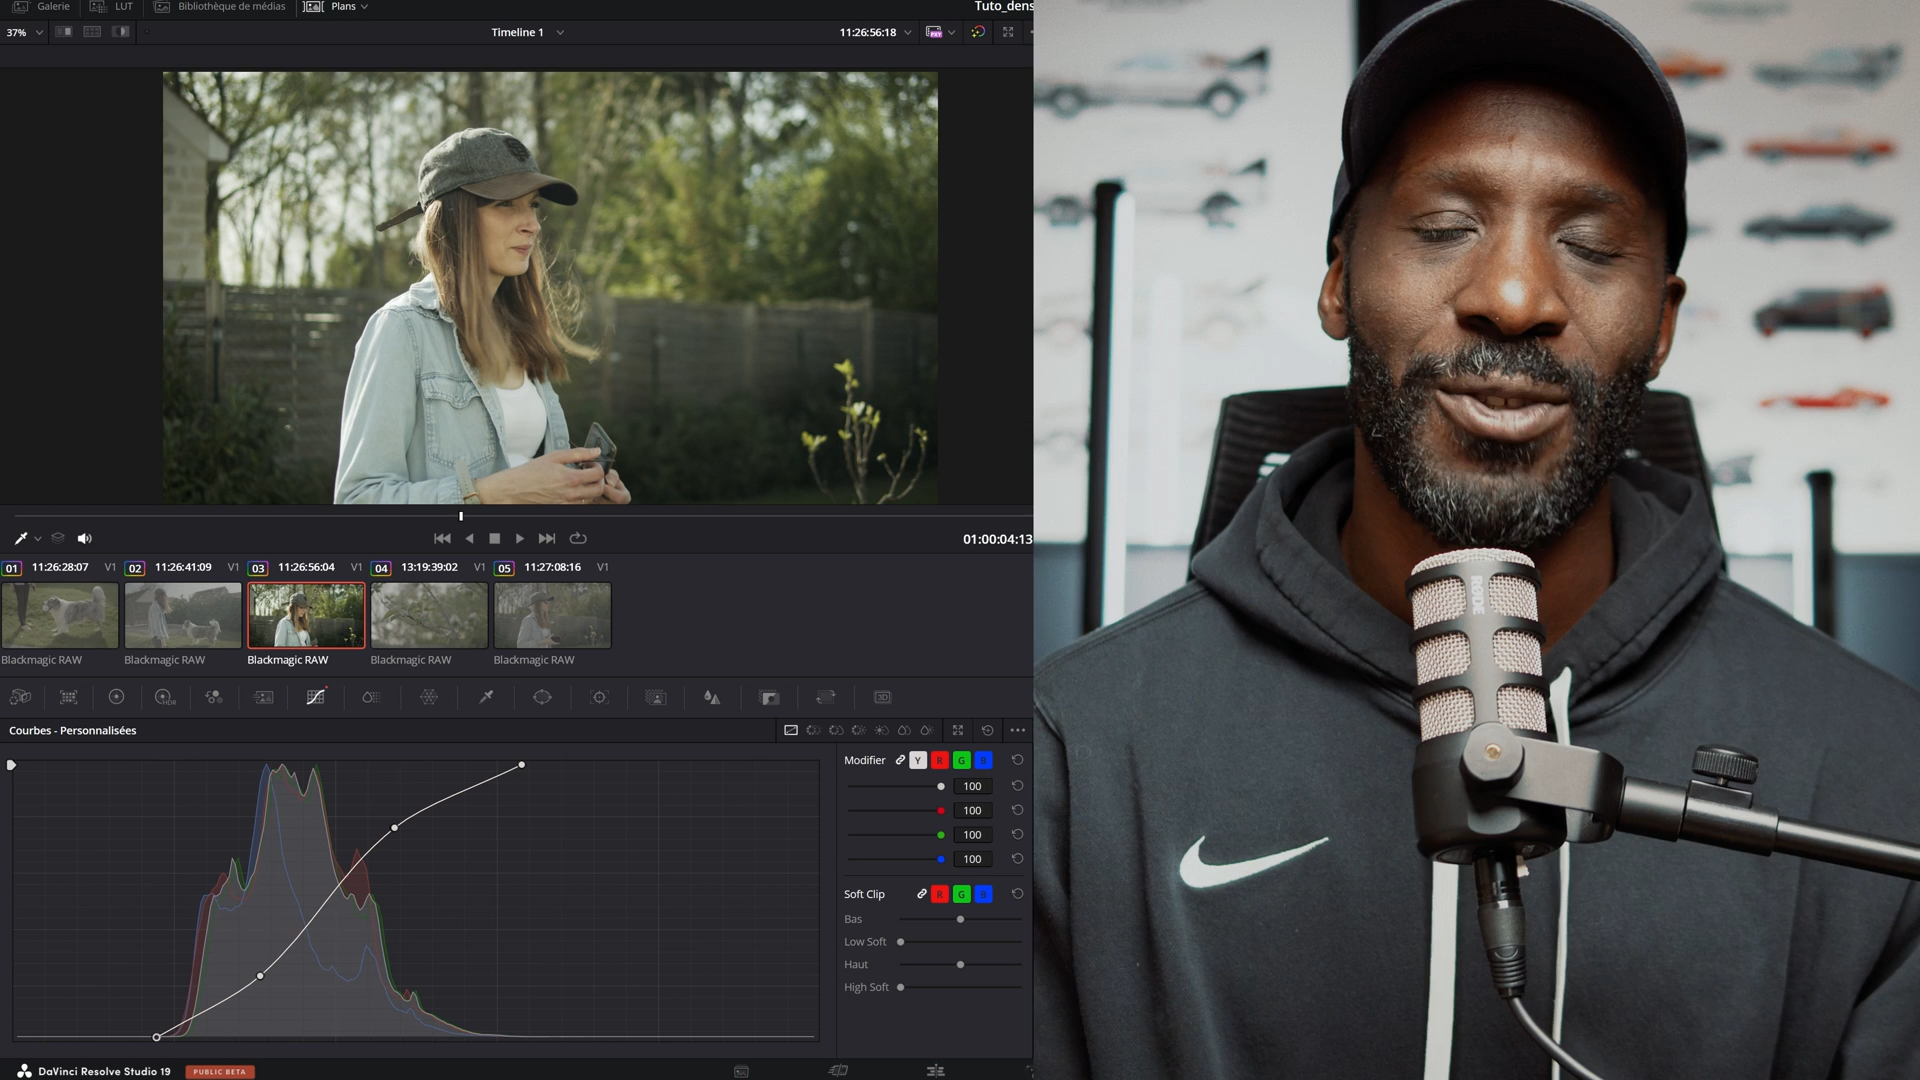 Galerie LUT Bibliothèque de médias Plans Tuto_dens
37% Timeline 1 11:26:56:18
01:00:04:13
01 11:26:28:07 V1 02 11:26:41:09 V1 03 11:26:56:04 V1 04 13:19:39:02 V1 05 11:27:08:16 V1
Blackmagic RAW Blackmagic RAW Blackmagic RAW Blackmagic RAW Blackmagic RAW
HDR 3D
Courbes - Personnalisées
Modifier Y R G B
100
100
100
100
Soft Clip R G B
Bas
Low Soft
Haut
High Soft
DaVinci Resolve Studio 19 PUBLIC BETA
RØDE